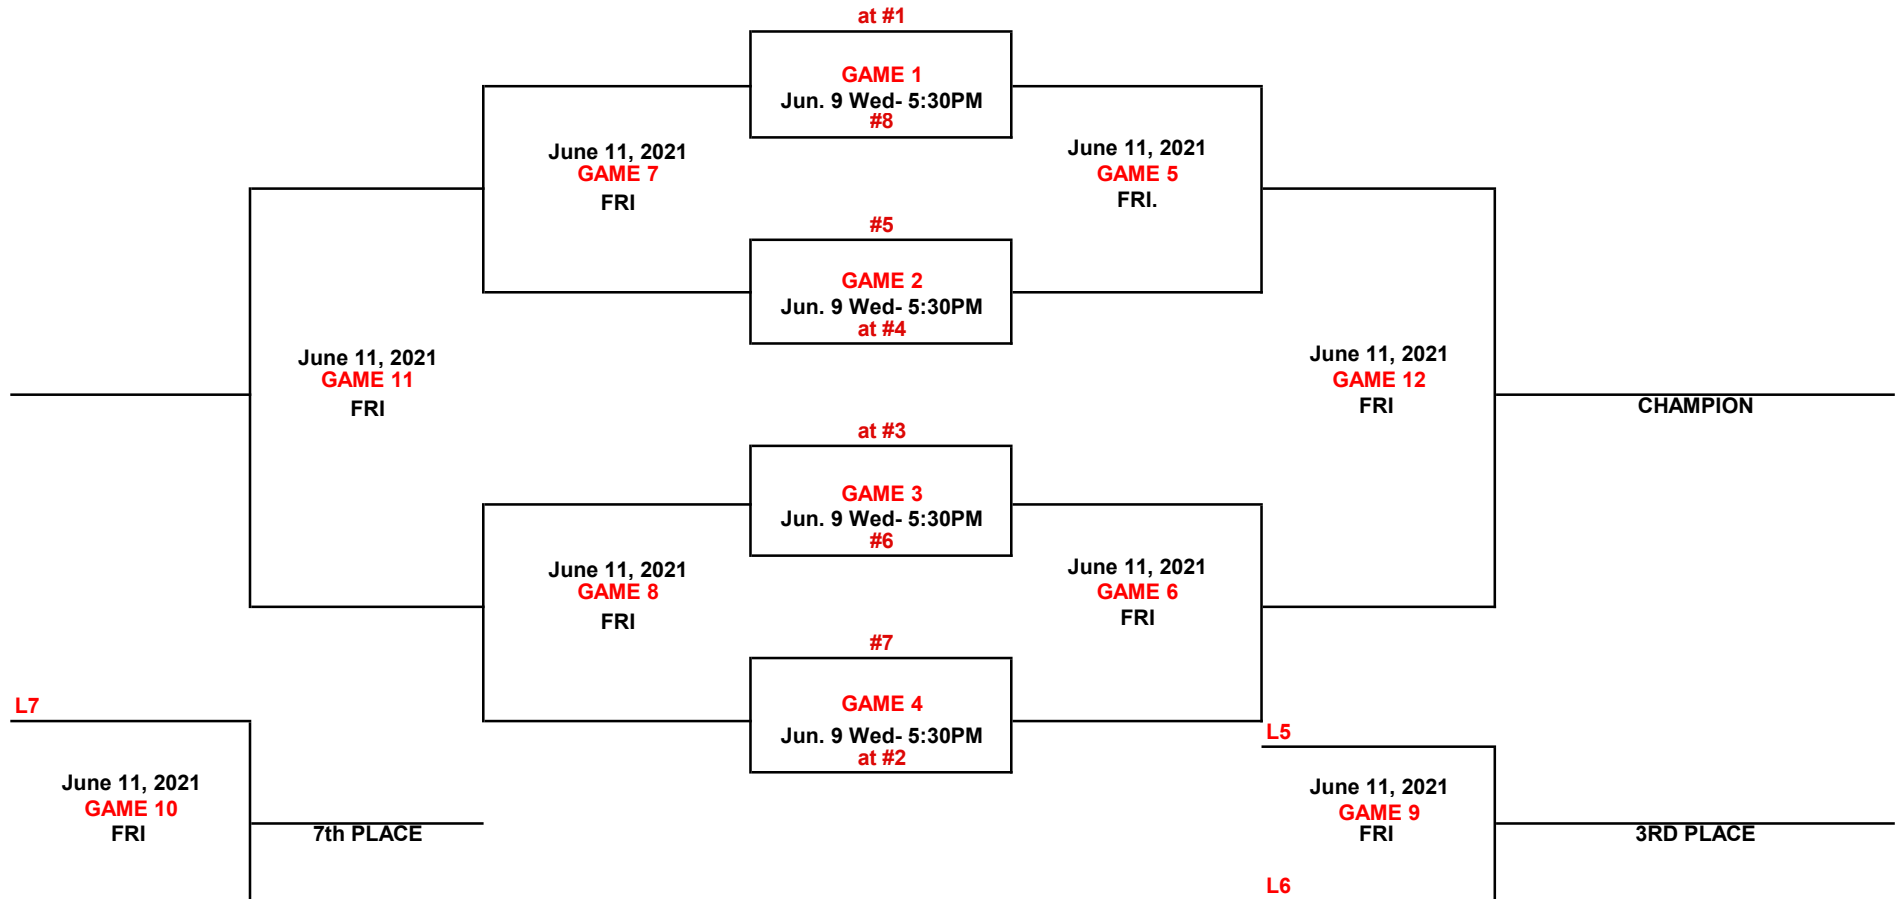 at #1
GAME 1
Jun. 9 Wed- 5:30PM
#8
June 11, 2021
GAME 7
FRI
June 11, 2021
GAME 5
FRI.
#5
GAME 2
Jun. 9 Wed- 5:30PM
at #4
June 11, 2021
GAME 11
FRI
June 11, 2021
GAME 12
FRI
CHAMPION
at #3
GAME 3
Jun. 9 Wed- 5:30PM
#6
June 11, 2021
GAME 8
FRI
June 11, 2021
GAME 6
FRI
#7
GAME 4
Jun. 9 Wed- 5:30PM
at #2
L7
June 11, 2021
GAME 10
FRI
7th PLACE
L5
June 11, 2021
GAME 9
FRI
3RD PLACE
L6